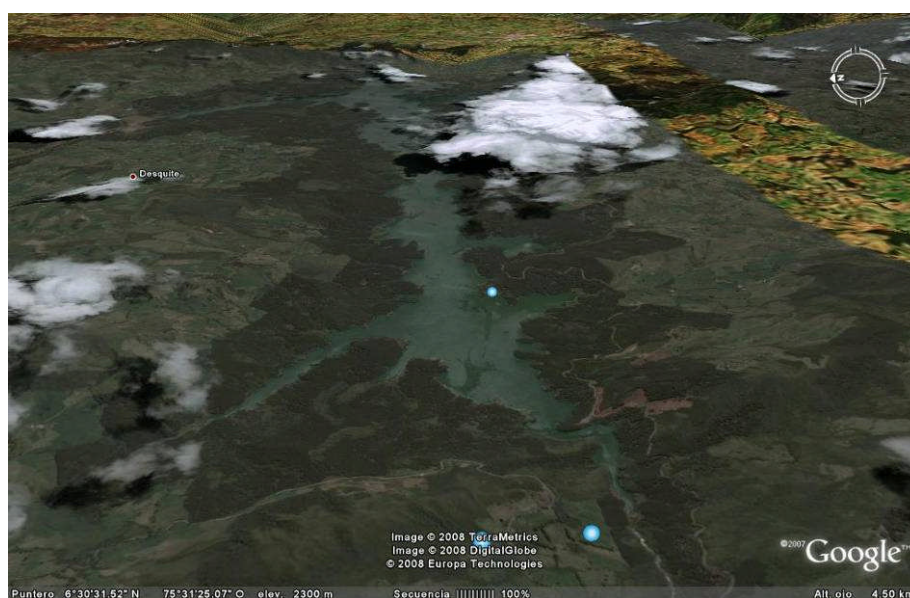 N
Desquite
Image © 2008 TerraMetrics
Image © 2008 DigitalGlobe
© 2008 Europa Technologies
©2007 Google™
Puntero 6°30'31.52" N 75°31'25.07" O elev. 2300 m Secuencia |||||||||| 100% Alt. ojo 4.50 km